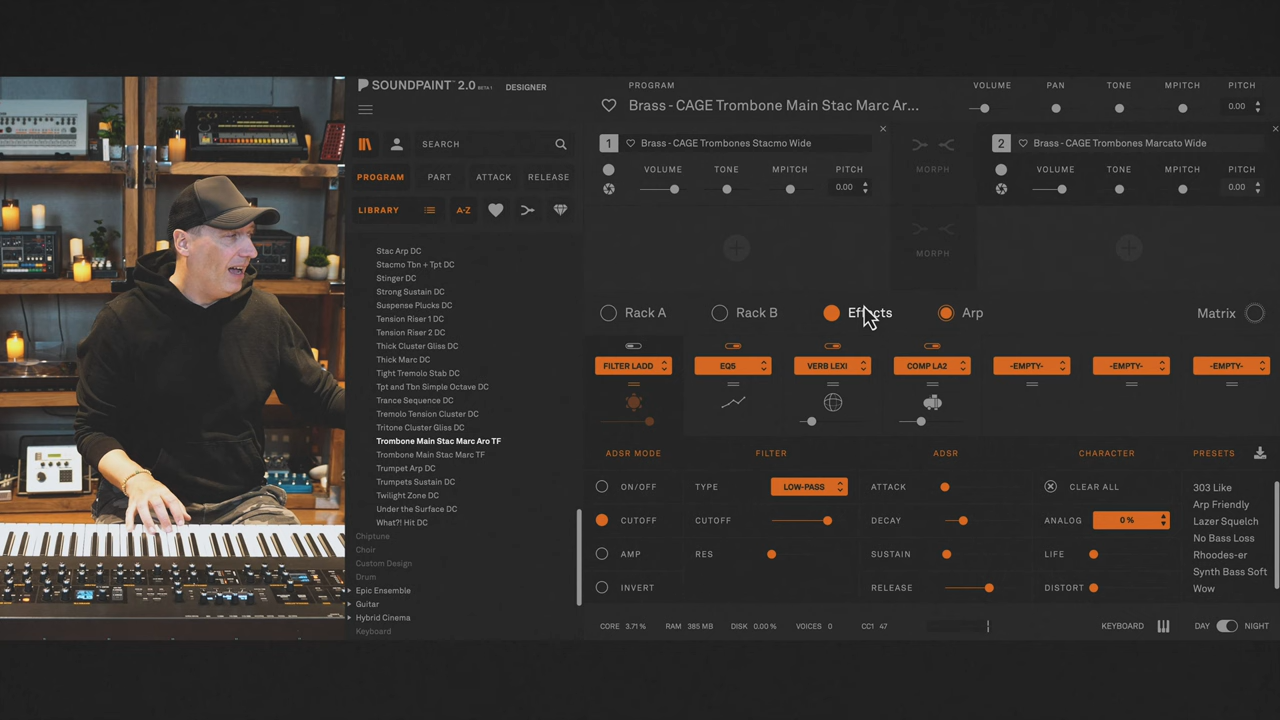 SOUNDPAINT™ 2.0 BETA 1 DESIGNER
SEARCH
PROGRAM PART ATTACK RELEASE
LIBRARY A-Z
Stac Arp DC
Stacmo Tbn + Tpt DC
Stinger DC
Strong Sustain DC
Suspense Plucks DC
Tension Riser 1 DC
Tension Riser 2 DC
Thick Cluster Gliss DC
Thick Marc DC
Tight Tremolo Stab DC
Tpt and Tbn Simple Octave DC
Trance Sequence DC
Tremolo Tension Cluster DC
Tritone Cluster Gliss DC
Trombone Main Stac Marc Aro TF
Trombone Main Stac Marc TF
Trumpet Arp DC
Trumpets Sustain DC
Twilight Zone DC
Under the Surface DC
What?! Hit DC
Chiptune
Choir
Custom Design
Drum
Epic Ensemble
Guitar
Hybrid Cinema
Keyboard
PROGRAM
Brass - CAGE Trombone Main Stac Marc Ar...
VOLUME PAN TONE MPITCH PITCH
0.00
1 Brass - CAGE Trombones Stacmo Wide
VOLUME TONE MPITCH PITCH
0.00
MORPH
2 Brass - CAGE Trombones Marcato Wide
VOLUME TONE MPITCH PITCH
0.00
MORPH
Rack A Rack B Effects Arp Matrix
FILTER LADD EQ5 VERB LEXI COMP LA2 -EMPTY- -EMPTY- -EMPTY-
ADSR MODE FILTER ADSR CHARACTER PRESETS
ON/OFF TYPE LOW-PASS ATTACK CLEAR ALL 303 Like
Arp Friendly
CUTOFF CUTOFF DECAY ANALOG 0 % Lazer Squelch
No Bass Loss
AMP RES SUSTAIN LIFE Rhoodes-er
Synth Bass Soft
INVERT RELEASE DISTORT Wow
CORE 3.71 % RAM 385 MB DISK 0.00 % VOICES 0 CC1 47 KEYBOARD DAY NIGHT